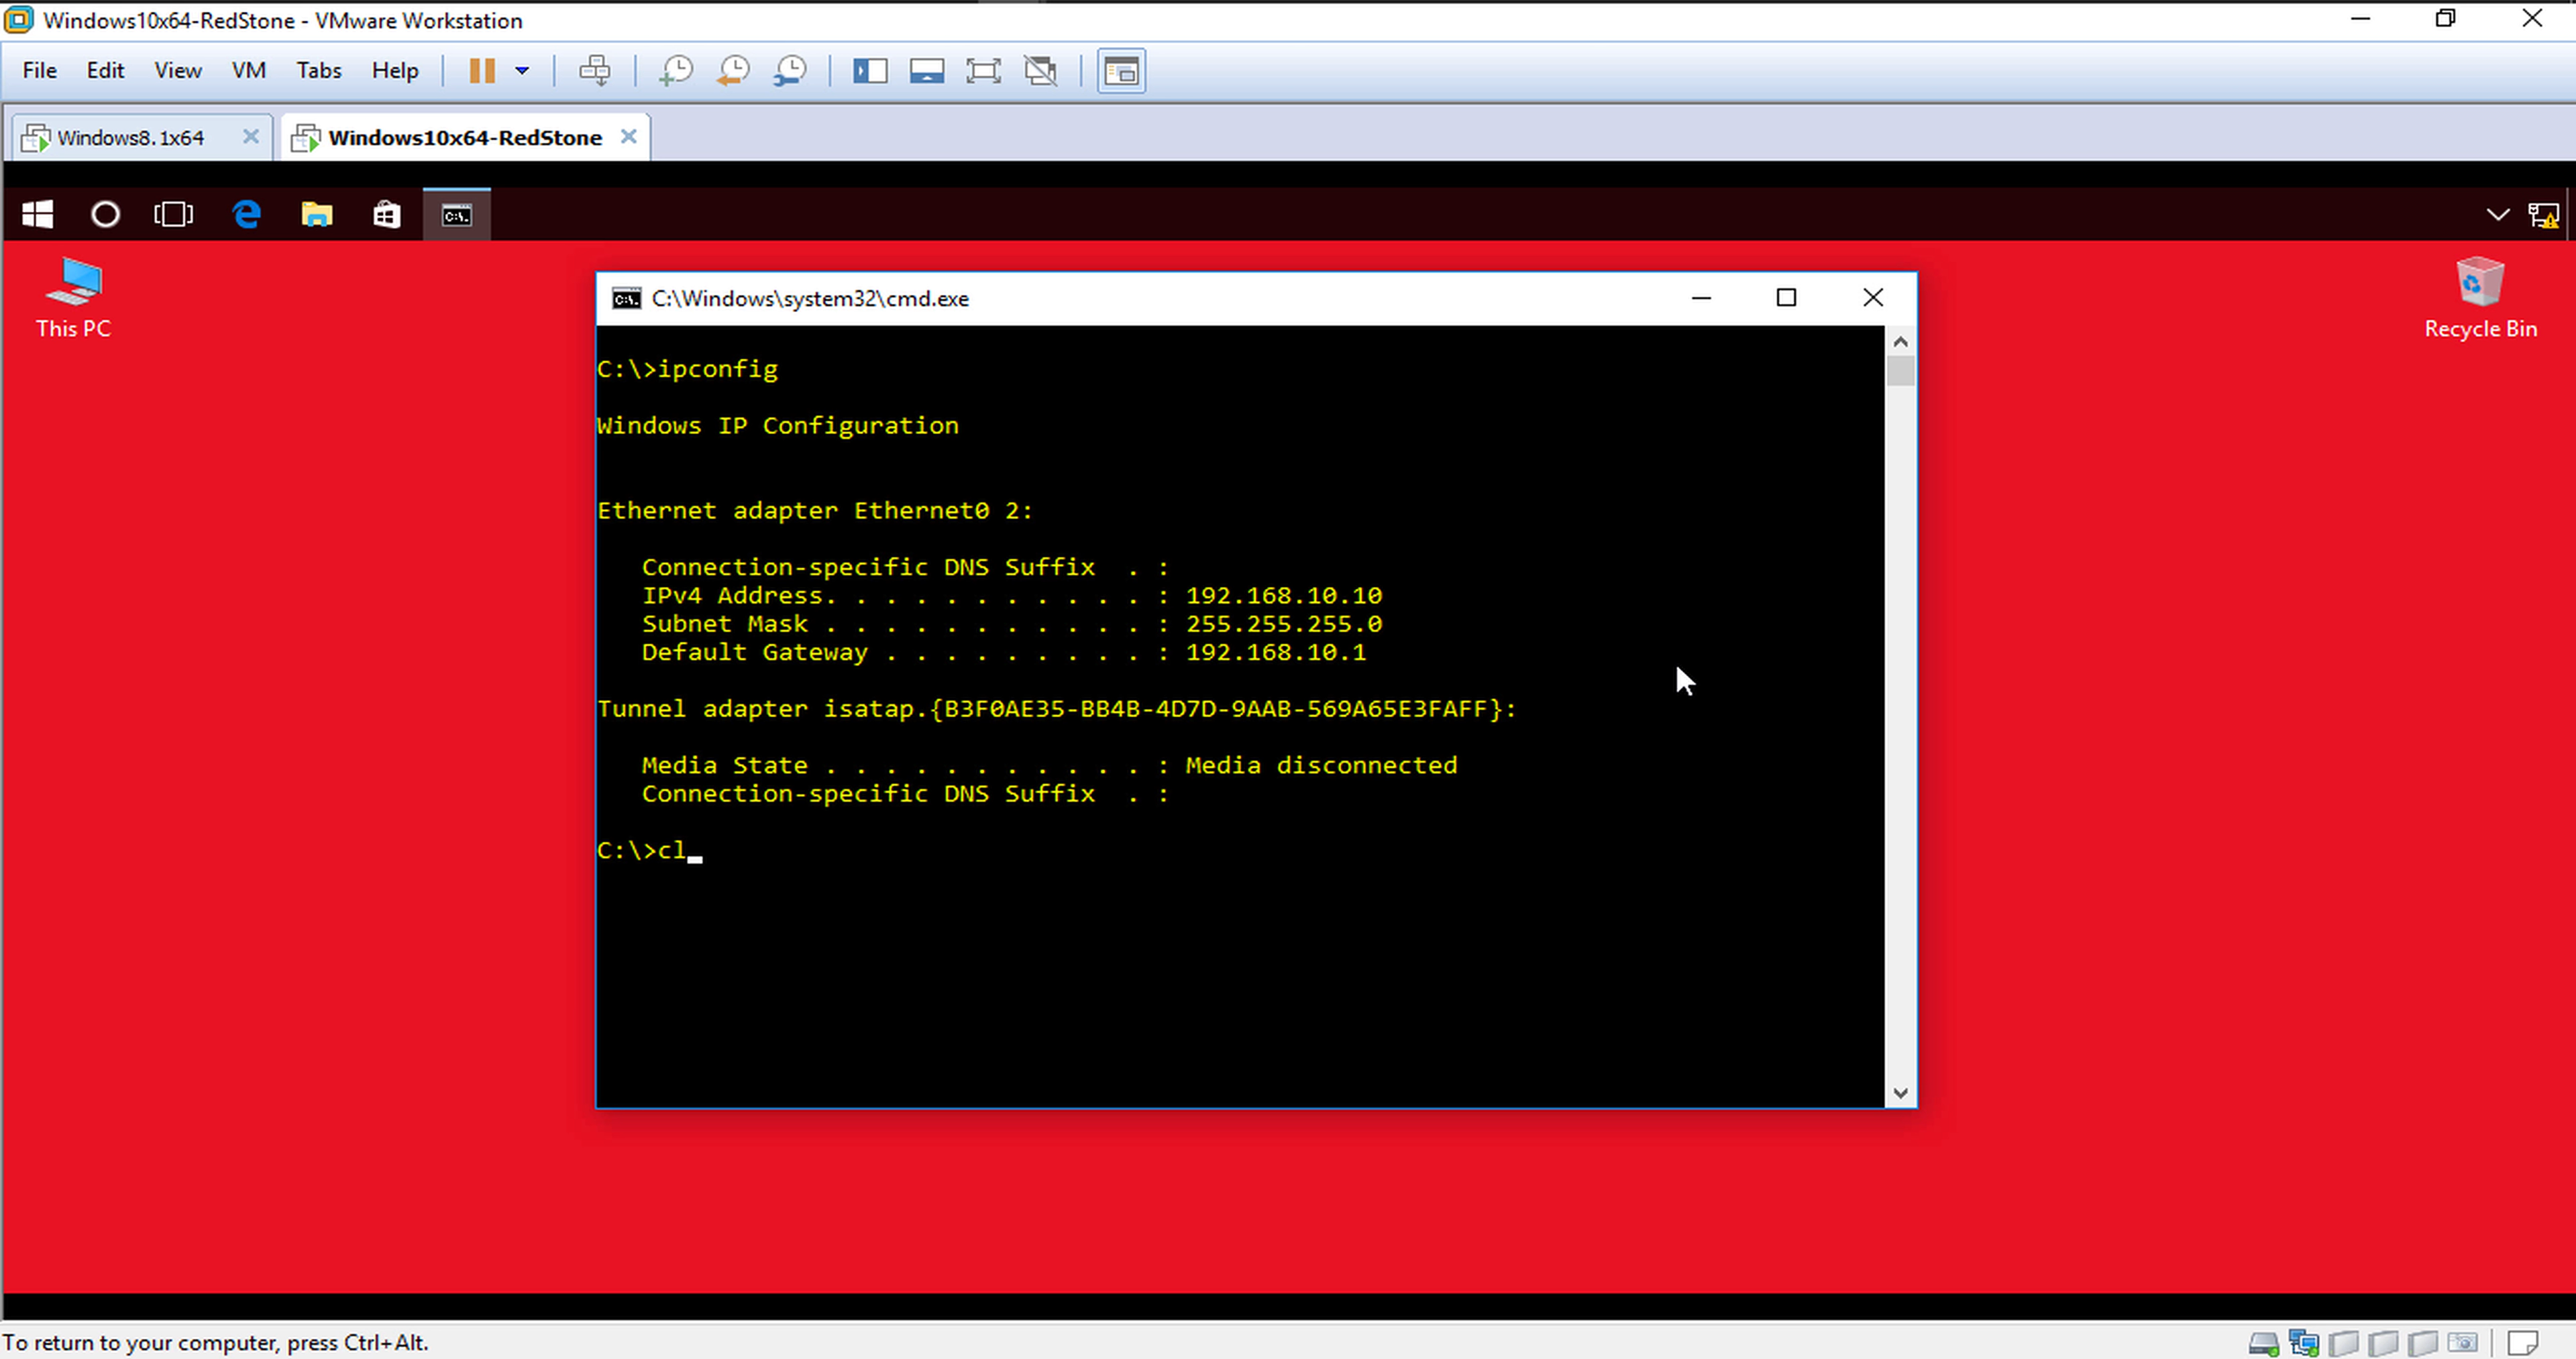 Windows10x64-RedStone - VMware Workstation
File Edit View VM Tabs Help
Windows8.1x64 Windows10x64-RedStone
This PC
Recycle Bin
C:\Windows\system32\cmd.exe
C:\>ipconfig
Windows IP Configuration
Ethernet adapter Ethernet0 2:
Connection-specific DNS Suffix  . :
IPv4 Address. . . . . . . . . . . : 192.168.10.10
Subnet Mask . . . . . . . . . . . : 255.255.255.0
Default Gateway . . . . . . . . . : 192.168.10.1
Tunnel adapter isatap.{B3F0AE35-BB4B-4D7D-9AAB-569A65E3FAFF}:
Media State . . . . . . . . . . . : Media disconnected
Connection-specific DNS Suffix  . :
C:\>cl
To return to your computer, press Ctrl+Alt.